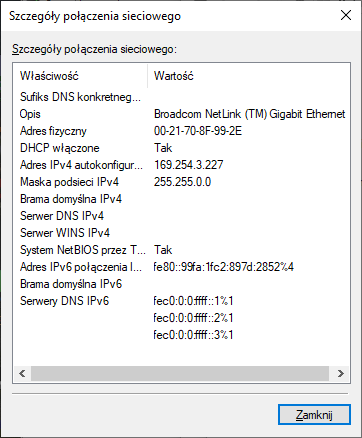 Szczegóły połączenia sieciowego
Szczegóły połączenia sieciowego:
Właściwość Wartość
Sufiks DNS konkretneg...
Opis Broadcom NetLink (TM) Gigabit Ethernet
Adres fizyczny 00-21-70-8F-99-2E
DHCP włączone Tak
Adres IPv4 autokonfigur... 169.254.3.227
Maska podsieci IPv4 255.255.0.0
Brama domyślna IPv4
Serwer DNS IPv4
Serwer WINS IPv4
System NetBIOS przez T... Tak
Adres IPv6 połączenia l... fe80::99fa:1fc2:897d:2852%4
Brama domyślna IPv6
Serwery DNS IPv6 fec0:0:0:ffff::1%1
fec0:0:0:ffff::2%1
fec0:0:0:ffff::3%1
Zamknij